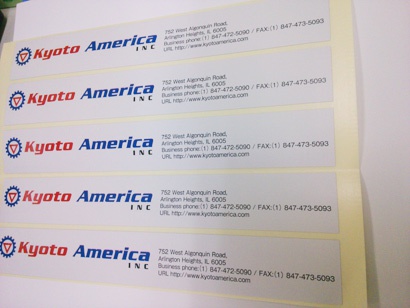 Kyoto America
INC
752 West Algonquin Road,
Arlington Heights, IL 6005
Business phone:(1) 847-472-5090 / FAX:(1) 847-473-5093
URL http://www.kyotoamerica.com
Kyoto America
INC
752 West Algonquin Road,
Arlington Heights, IL 6005
Business phone:(1) 847-472-5090 / FAX:(1) 847-473-5093
URL http://www.kyotoamerica.com
Kyoto America
INC
752 West Algonquin Road,
Arlington Heights, IL 6005
Business phone:(1) 847-472-5090 / FAX:(1) 847-473-5093
URL http://www.kyotoamerica.com
Kyoto America
INC
752 West Algonquin Road,
Arlington Heights, IL 6005
Business phone:(1) 847-472-5090 / FAX:(1) 847-473-5093
URL http://www.kyotoamerica.com
Kyoto America
INC
752 West Algonquin Road,
Arlington Heights, IL 6005
Business phone:(1) 847-472-5090 / FAX:(1) 847-473-5093
URL http://www.kyotoamerica.com